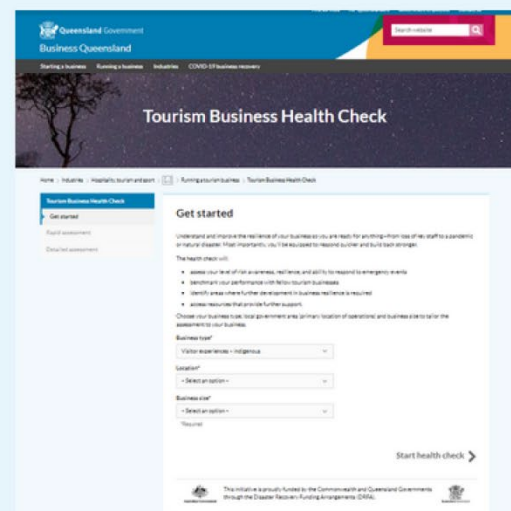 Queensland Government
Business Queensland
Search website
Starting a business Running a business Industries COVID-19 business recovery
Tourism Business Health Check
Home Industries Hospitality, tourism and sport Running a tourism business Tourism Business Health Check
Tourism Business Health Check
Get started
Rapid assessment
Detailed assessment
Get started
Understand and improve the resilience of your business so you are ready for anything—from loss of key staff to a pandemic
or natural disaster. Most importantly, you'll be equipped to respond quicker and build back stronger.
The health check will:
assess your level of risk awareness, resilience, and ability to respond to emergency events
benchmark your performance with fellow tourism businesses
identify areas where further development in business resilience is required
access resources that provide further support.
Choose your business type, local government area (primary location of operations) and business size to tailor the
assessment to your business.
Business type*
Visitor experiences – indigenous
Location*
- Select an option -
Business size*
- Select an option -
*Required
Start health check
This initiative is proudly funded by the Commonwealth and Queensland Governments
through the Disaster Recovery Funding Arrangements (DRFA).